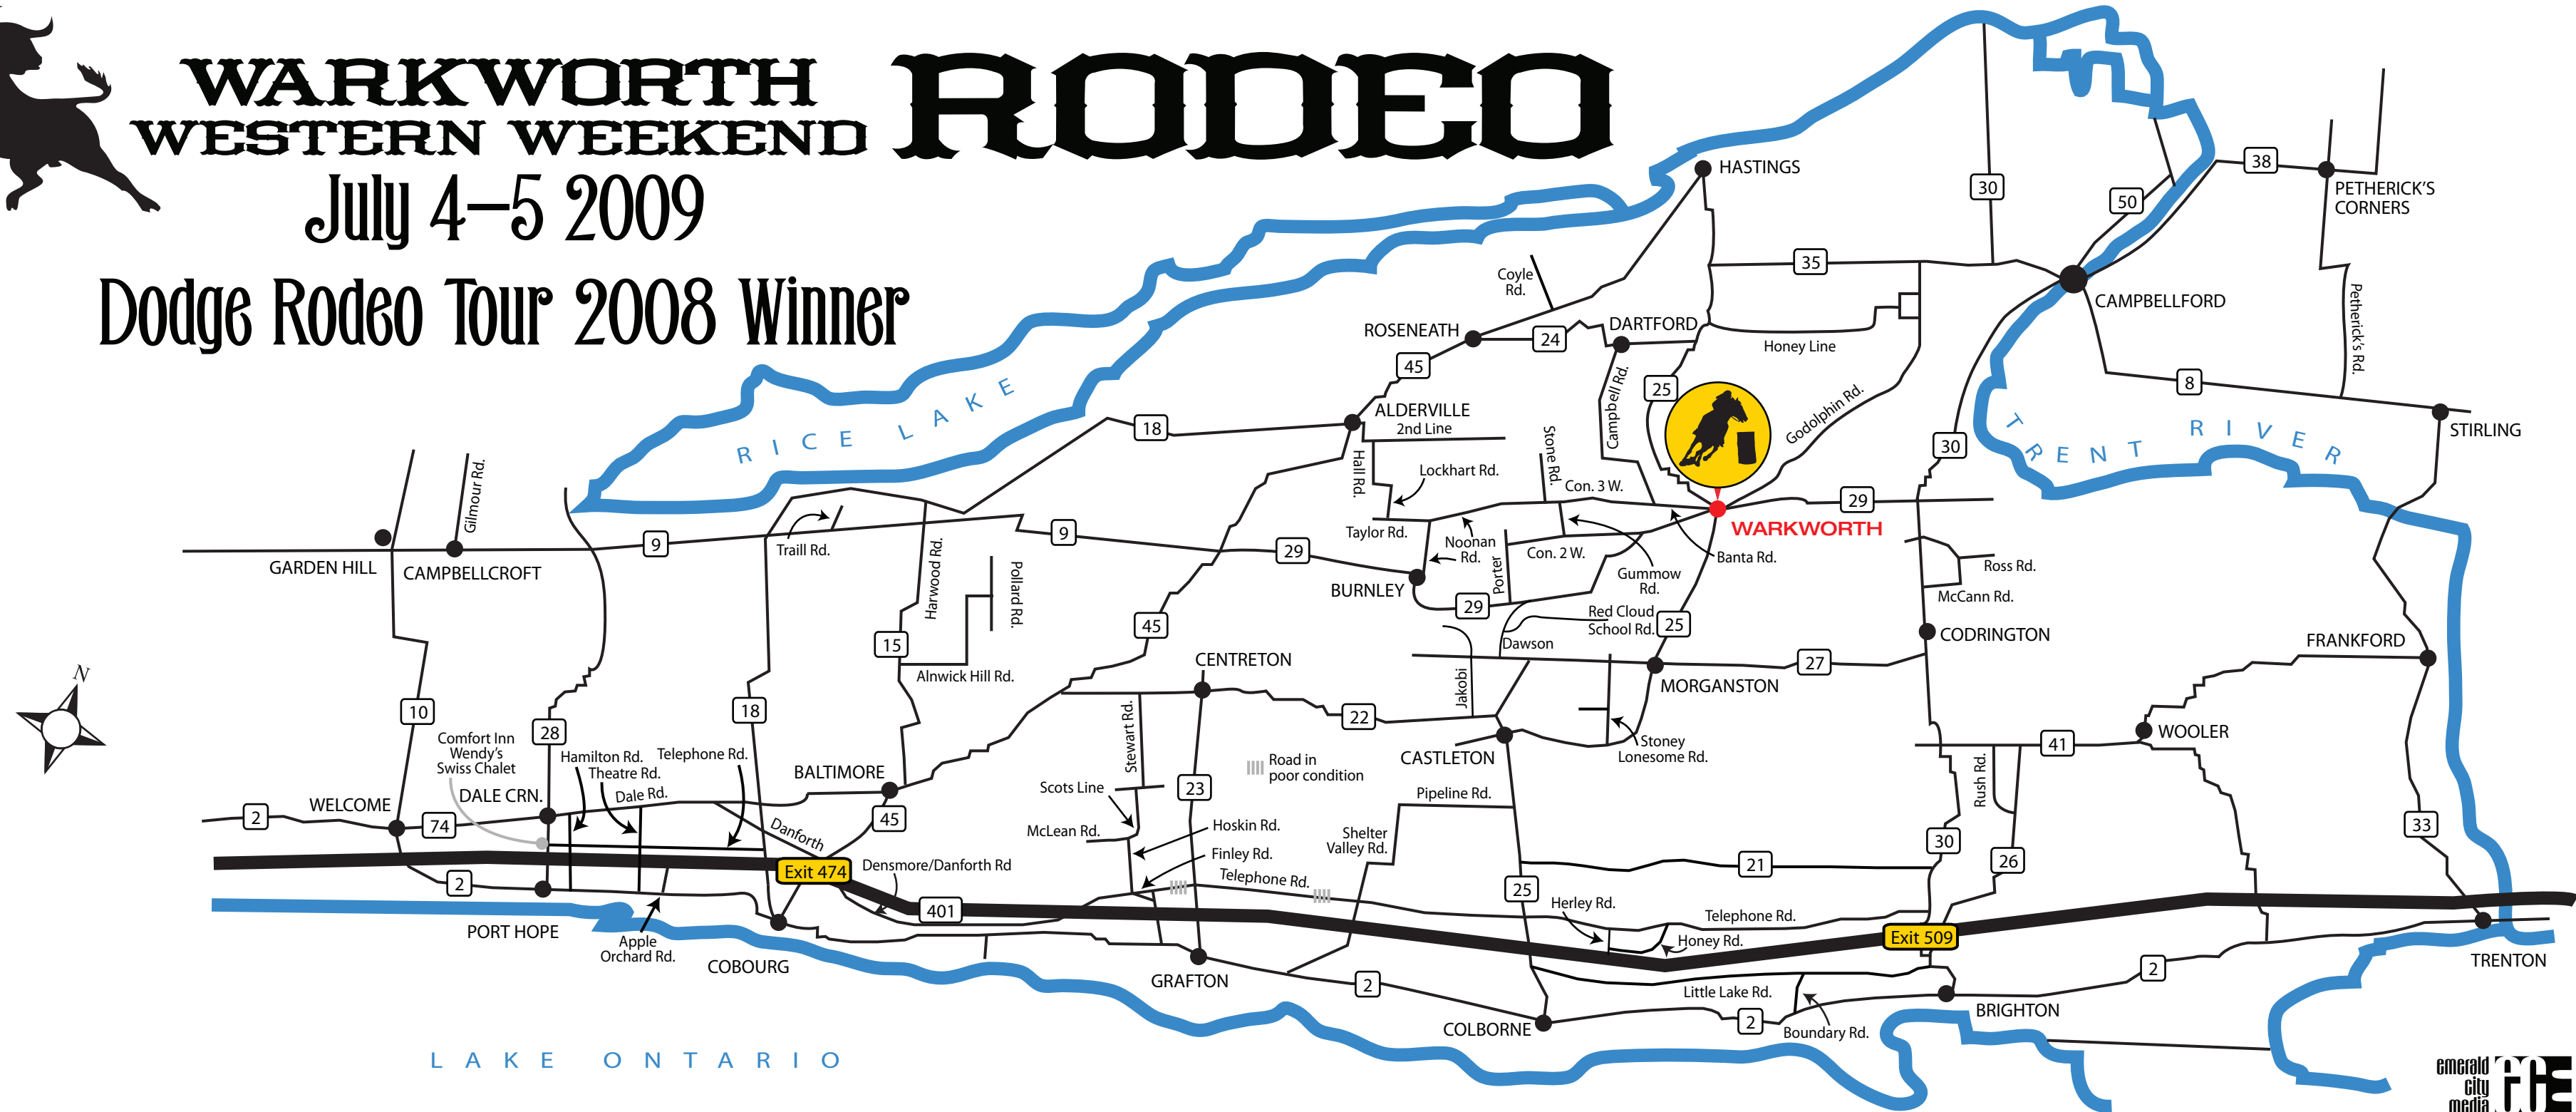 WARKWORTH
WESTERN WEEKEND
RODEO
July 4–5 2009
Dodge Rodeo Tour 2008 Winner
HASTINGS
30
38
50
PETHERICK'S
CORNERS
35
Coyle
Rd.
CAMPBELLFORD
Petherick's Rd.
ROSENEATH
24
DARTFORD
Honey Line
45
25
8
Campbell Rd.
Godolphin Rd.
RICE LAKE
18
ALDERVILLE
2nd Line
TRENT RIVER
STIRLING
30
Gilmour Rd.
Hall Rd.
Lockhart Rd.
Stone Rd.
Con. 3 W.
29
WARKWORTH
Traill Rd.
9
9
Taylor Rd.
Noonan
Rd.
Con. 2 W.
Banta Rd.
GARDEN HILL
CAMPBELLCROFT
29
BURNLEY
Porter
Gummow
Rd.
Ross Rd.
McCann Rd.
Harwood Rd.
Pollard Rd.
29
Red Cloud
School Rd.
25
45
15
Dawson
CODRINGTON
FRANKFORD
CENTRETON
27
Alnwick Hill Rd.
Jakobi
MORGANSTON
N
10
18
22
28
Stewart Rd.
Stoney
Lonesome Rd.
CASTLETON
41
WOOLER
Comfort Inn
Wendy's
Swiss Chalet
Hamilton Rd.
Theatre Rd.
Telephone Rd.
BALTIMORE
Road in
poor condition
Rush Rd.
Dale Rd.
DALE CRN.
Scots Line
23
Pipeline Rd.
WELCOME
2
74
45
Danforth
McLean Rd.
Hoskin Rd.
Shelter
Valley Rd.
33
30
26
Finley Rd.
21
Exit 474
Densmore/Danforth Rd
Telephone Rd.
2
25
401
Herley Rd.
Telephone Rd.
PORT HOPE
Apple
Orchard Rd.
Honey Rd.
Exit 509
COBOURG
GRAFTON
2
Little Lake Rd.
2
TRENTON
COLBORNE
2
Boundary Rd.
BRIGHTON
LAKE ONTARIO
emerald
city
media